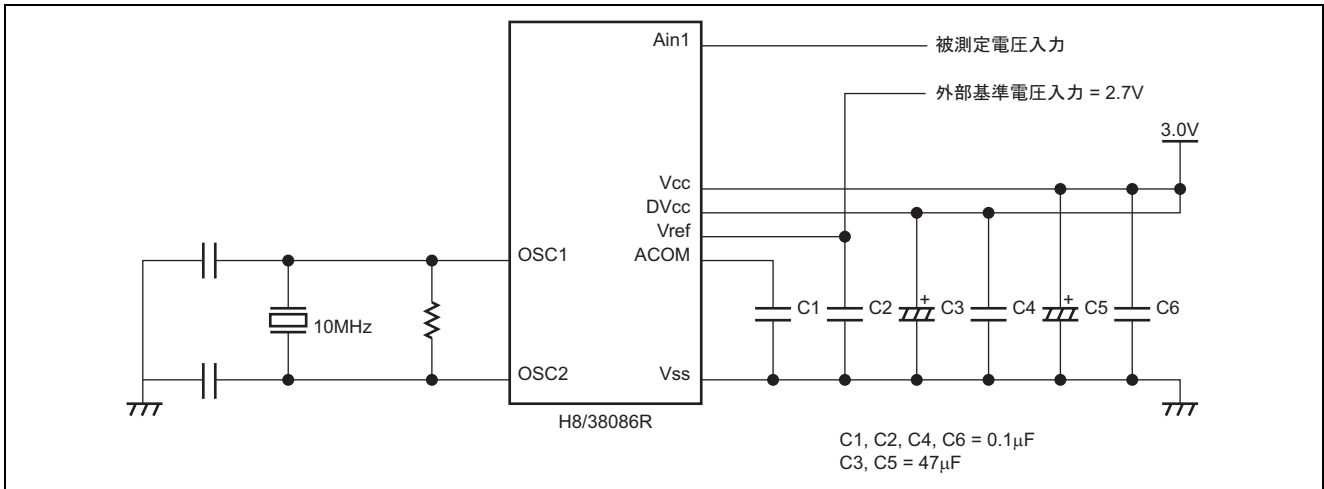 Ain1
被測定電圧入力
外部基準電圧入力 = 2.7V
3.0V
Vcc
DVcc
Vref
OSC1
ACOM
C1
C2
+
C3
C4
+
C5
C6
10MHz
OSC2
Vss
H8/38086R
C1, C2, C4, C6 = 0.1μF
C3, C5 = 47μF